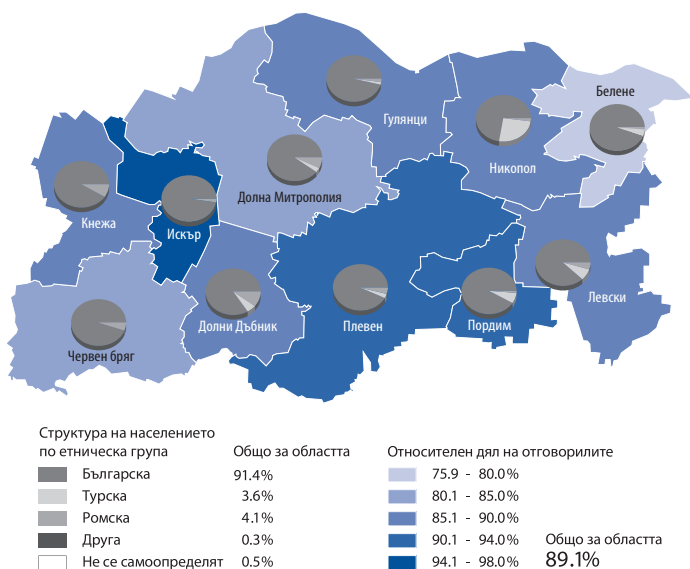 Белене
Гулянци
Никопол
Долна Митрополия
Кнежа
Искър
Левски
Долни Дъбник
Плевен
Пордим
Червен бряг
Структура на населението
по етническа група
Общо за областта
Българска 91.4%
Турска 3.6%
Ромска 4.1%
Друга 0.3%
Не се самоопределят 0.5%
Относителен дял на отговорилите
75.9 - 80.0%
80.1 - 85.0%
85.1 - 90.0%
90.1 - 94.0%
94.1 - 98.0%
Общо за областта
89.1%